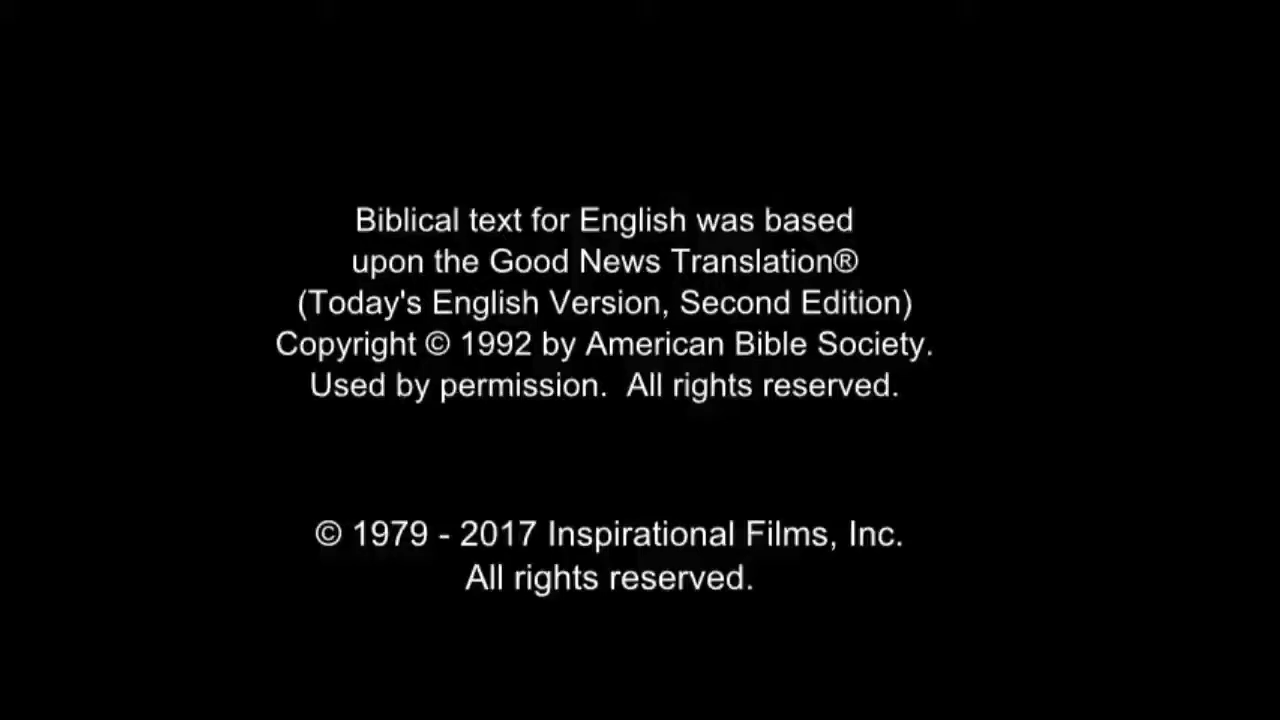 Biblical text for English was based
upon the Good News Translation®
(Today's English Version, Second Edition)
Copyright © 1992 by American Bible Society.
Used by permission.  All rights reserved.
© 1979 - 2017 Inspirational Films, Inc.
All rights reserved.